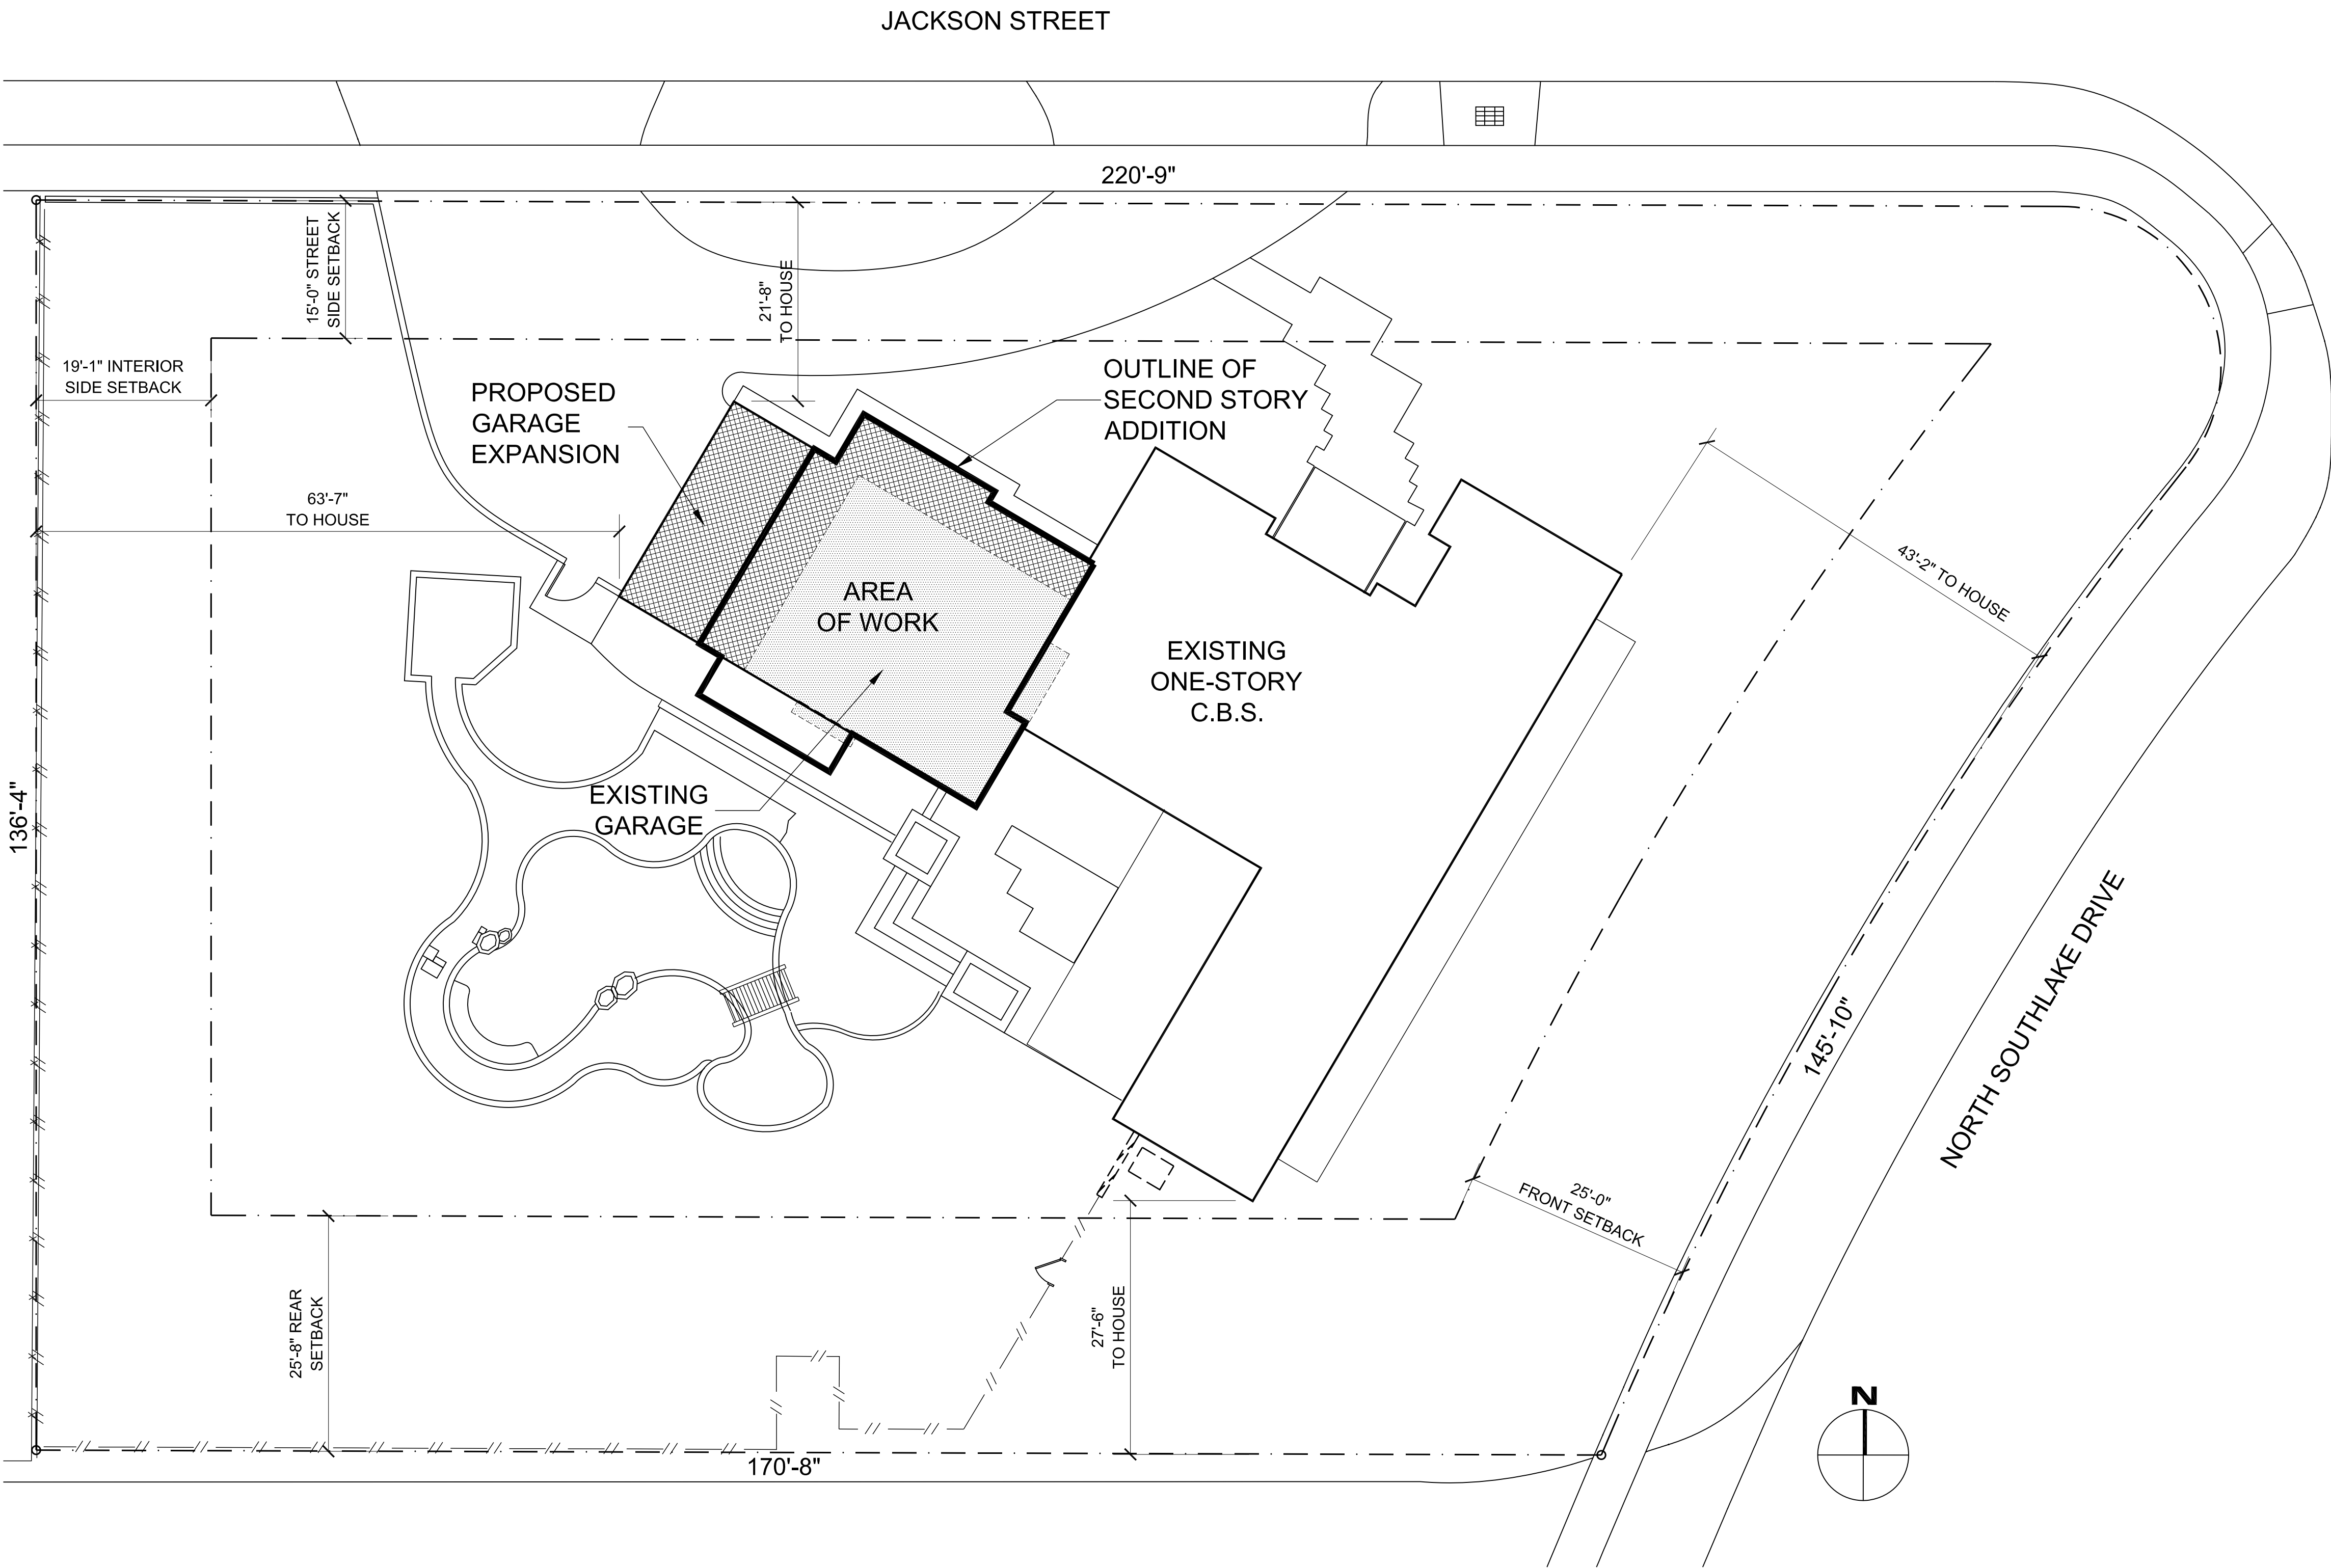 JACKSON STREET
220'-9"
15'-0" STREET
SIDE SETBACK
21'-8"
TO HOUSE
19'-1" INTERIOR
SIDE SETBACK
PROPOSED
GARAGE
EXPANSION
OUTLINE OF
SECOND STORY
ADDITION
63'-7"
TO HOUSE
43'-2" TO HOUSE
AREA
OF WORK
EXISTING
ONE-STORY
C.B.S.
EXISTING
GARAGE
136'-4"
NORTH SOUTHLAKE DRIVE
145'-10"
25'-0"
FRONT SETBACK
25'-8" REAR
SETBACK
27'-6"
TO HOUSE
N
170'-8"